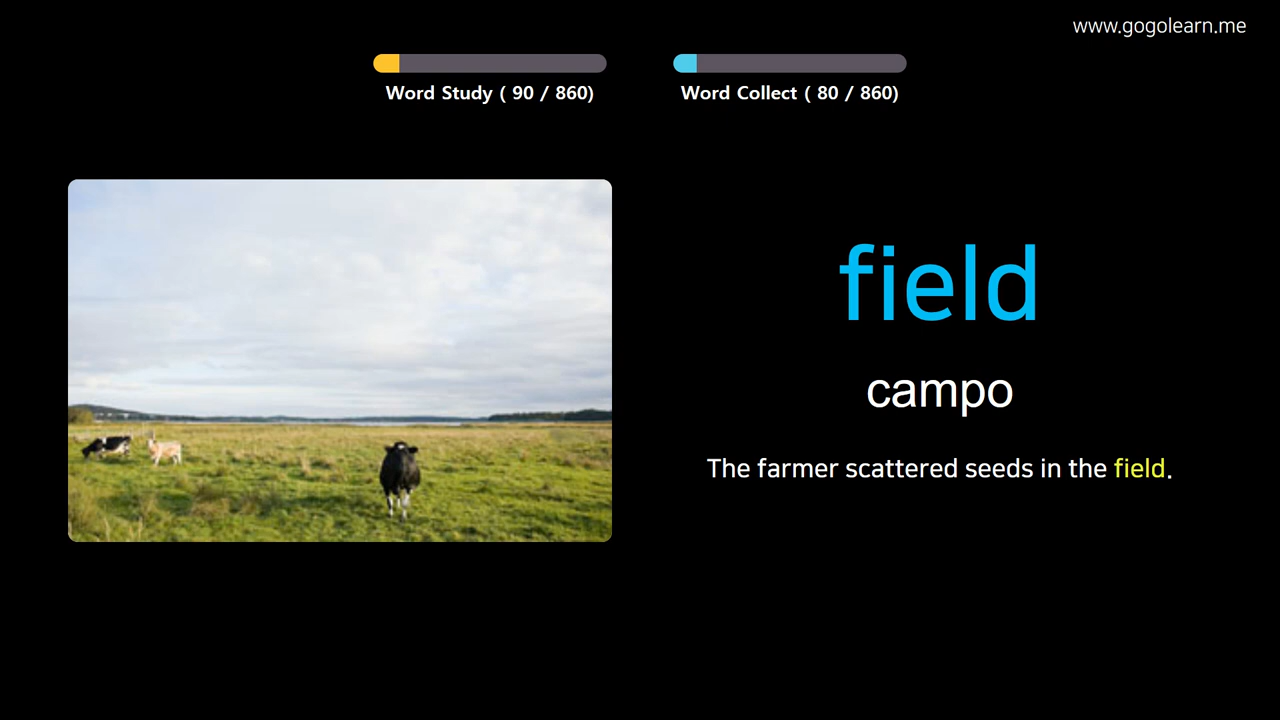 www.gogolearn.me
Word Study ( 90 / 860)
Word Collect ( 80 / 860)
field
campo
The farmer scattered seeds in the field.